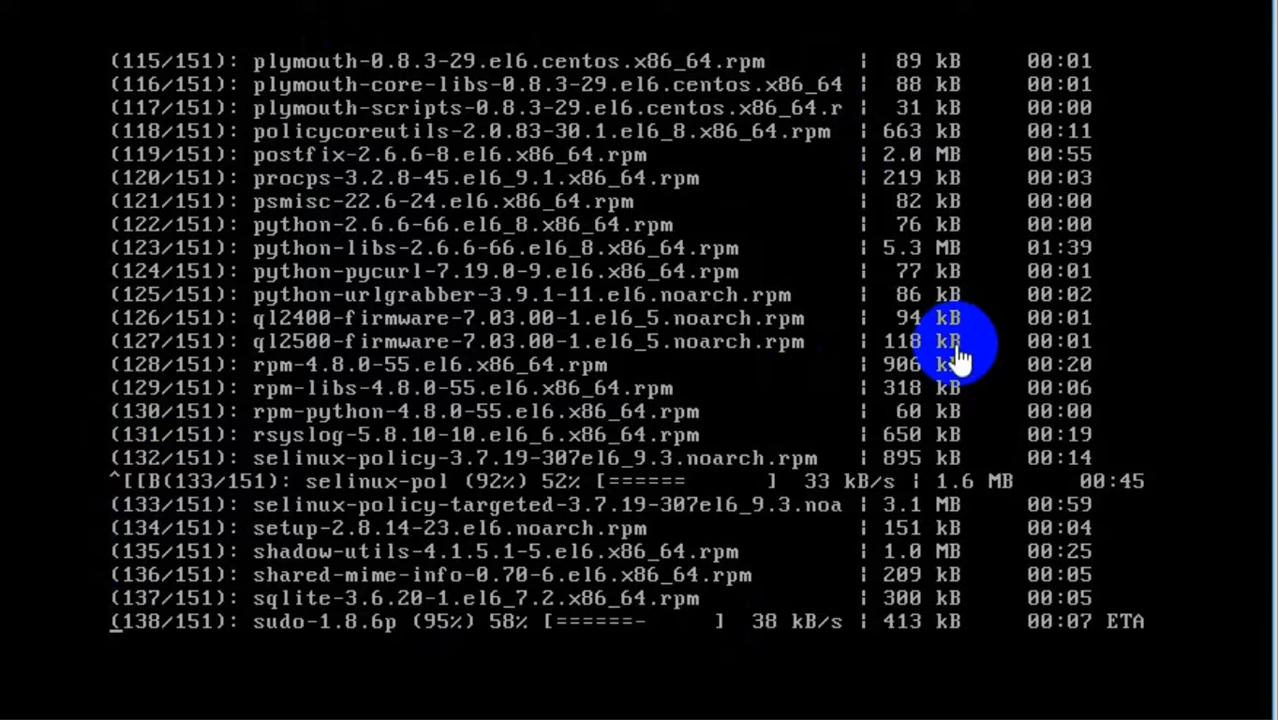 (115/151): plymouth-0.8.3-29.el6.centos.x86_64.rpm | 89 kB 00:01
(116/151): plymouth-core-libs-0.8.3-29.el6.centos.x86_64 | 88 kB 00:01
(117/151): plymouth-scripts-0.8.3-29.el6.centos.x86_64.r | 31 kB 00:01
(118/151): policycoreutils-2.0.83-30.1.el6_8.x86_64.rpm | 663 kB 00:11
(119/151): postfix-2.6.6-8.el6.x86_64.rpm | 2.0 MB 00:55
(120/151): procps-3.2.8-45.el6_9.1.x86_64.rpm | 219 kB 00:03
(121/151): psmisc-22.6-24.el6.x86_64.rpm | 82 kB 00:00
(122/151): python-2.6.6-66.el6_8.x86_64.rpm | 76 kB 00:00
(123/151): python-libs-2.6.6-66.el6_8.x86_64.rpm | 5.3 MB 01:39
(124/151): python-pycurl-7.19.0-9.el6.x86_64.rpm | 77 kB 00:01
(125/151): python-urlgrabber-3.9.1-11.el6.noarch.rpm | 86 kB 00:02
(126/151): ql2400-firmware-7.03.00-1.el6_5.noarch.rpm | 94 kB 00:01
(127/151): ql2500-firmware-7.03.00-1.el6_5.noarch.rpm | 118 kB 00:01
(128/151): rpm-4.8.0-55.el6.x86_64.rpm | 906 kB 00:20
(129/151): rpm-libs-4.8.0-55.el6.x86_64.rpm | 318 kB 00:06
(130/151): rpm-python-4.8.0-55.el6.x86_64.rpm | 60 kB 00:00
(131/151): rsyslog-5.8.10-10.el6_6.x86_64.rpm | 650 kB 00:19
(132/151): selinux-policy-3.7.19-307el6_9.3.noarch.rpm | 895 kB 00:14
^[[B(133/151): selinux-pol (92%) 52% [====== ] 33 kB/s | 1.6 MB 00:45
(133/151): selinux-policy-targeted-3.7.19-307el6_9.3.noa | 3.1 MB 00:59
(134/151): setup-2.8.14-23.el6.noarch.rpm | 151 kB 00:04
(135/151): shadow-utils-4.1.5.1-5.el6.x86_64.rpm | 1.0 MB 00:25
(136/151): shared-mime-info-0.70-6.el6.x86_64.rpm | 209 kB 00:05
(137/151): sqlite-3.6.20-1.el6_7.2.x86_64.rpm | 300 kB 00:05
(138/151): sudo-1.8.6p (95%) 58% [======- ] 38 kB/s | 413 kB 00:07 ETA